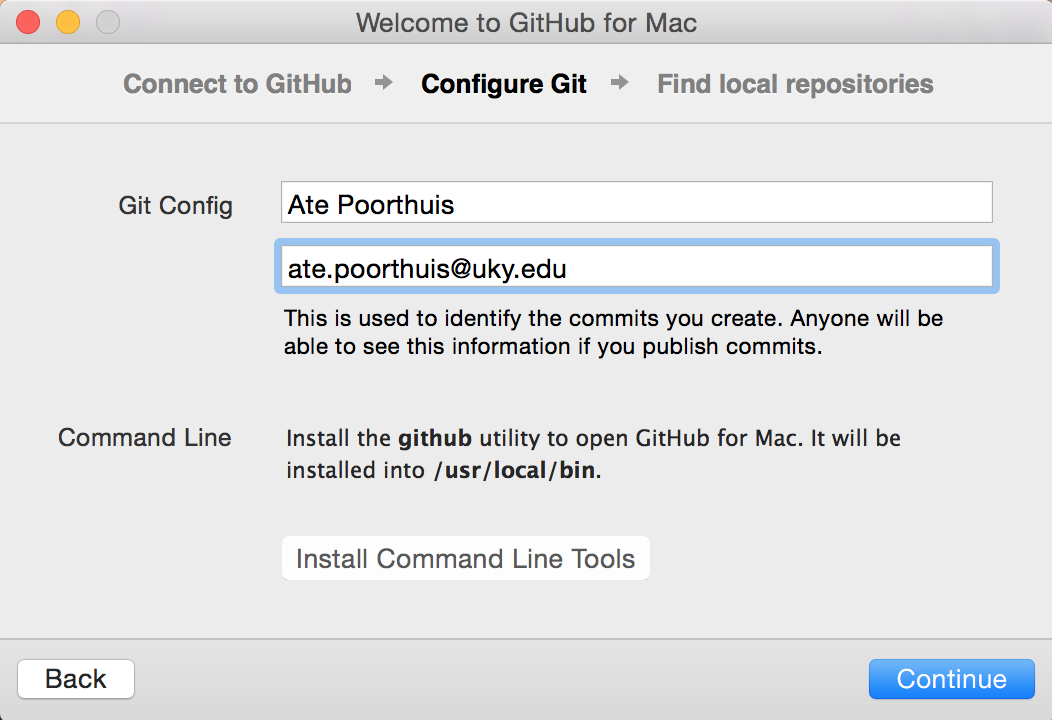 Welcome to GitHub for Mac
Connect to GitHub Configure Git Find local repositories
Git Config Ate Poorthuis
ate.poorthuis@uky.edu
This is used to identify the commits you create. Anyone will be
able to see this information if you publish commits.
Command Line Install the github utility to open GitHub for Mac. It will be
installed into /usr/local/bin.
Install Command Line Tools
Back Continue